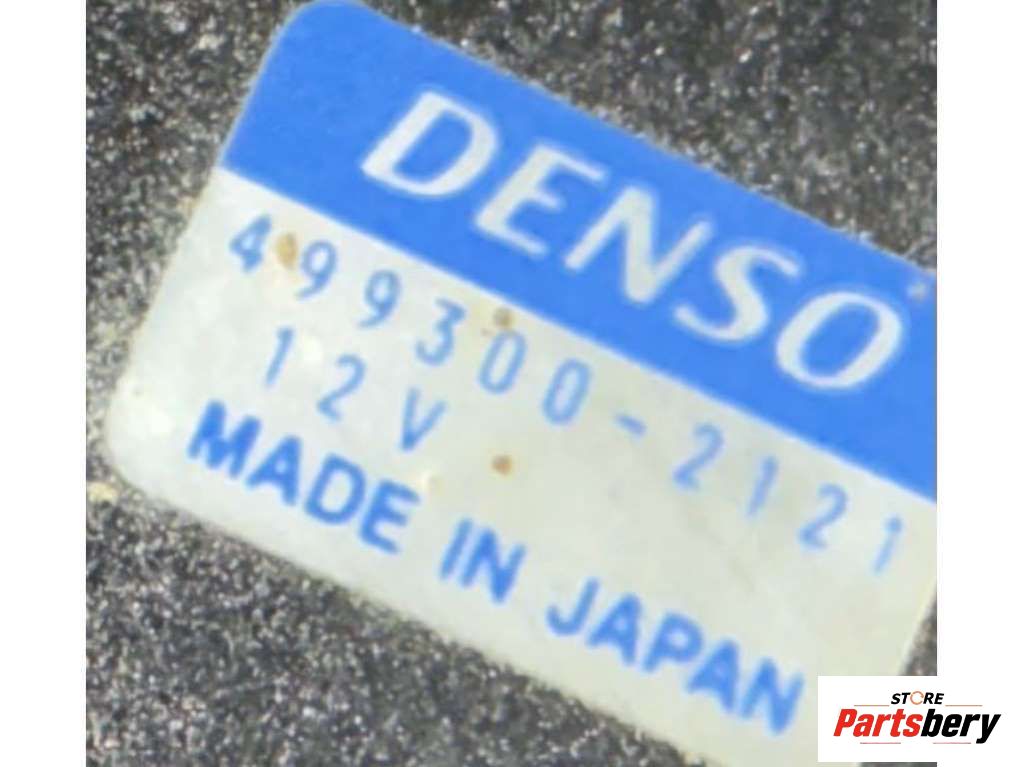 DENSO
499300-2121
12V
MADE IN JAPAN
STORE
Partsbery